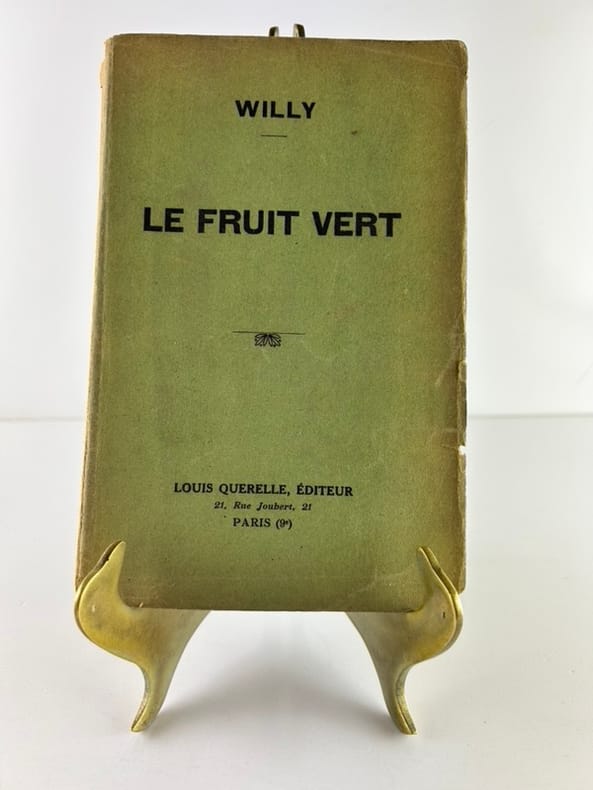 WILLY
LE FRUIT VERT
LOUIS QUERELLE, ÉDITEUR
21, Rue Joubert, 21
PARIS (9ᵉ)